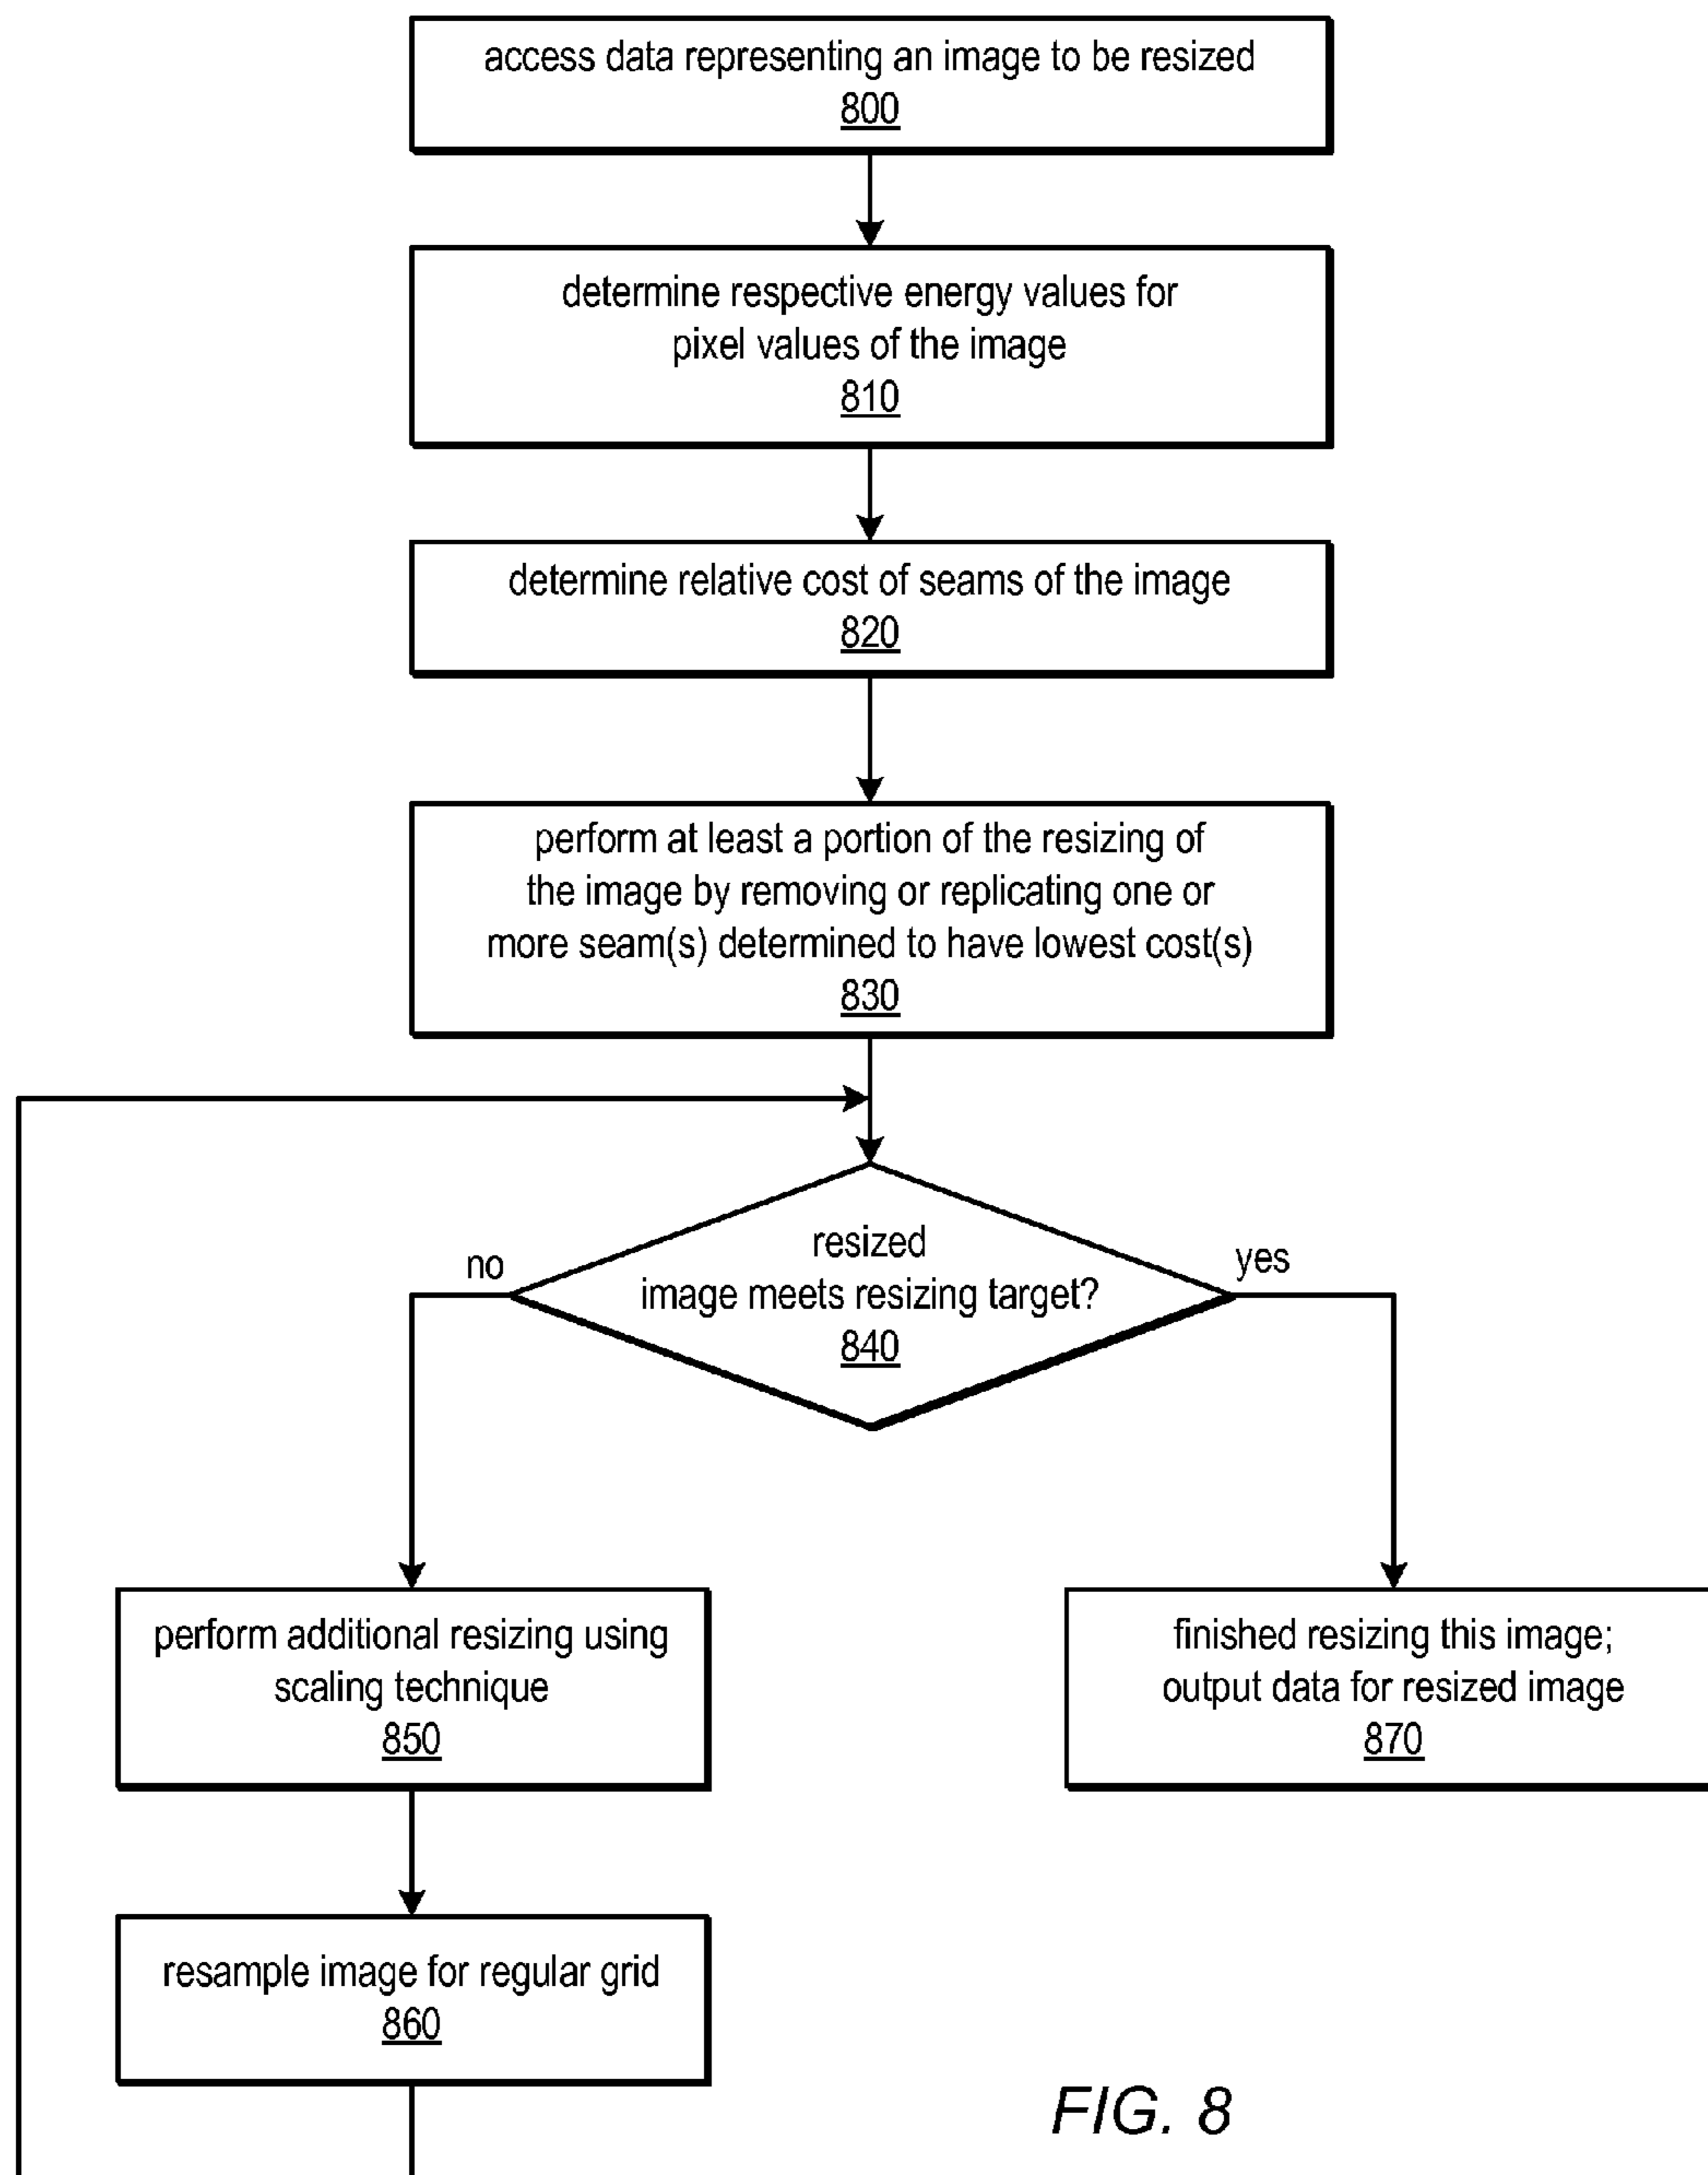 access data representing an image to be resized
800
determine respective energy values for
pixel values of the image
810
determine relative cost of seams of the image
820
perform at least a portion of the resizing of
the image by removing or replicating one or
more seam(s) determined to have lowest cost(s)
830
resized
image meets resizing target?
840
no
yes
perform additional resizing using
scaling technique
850
finished resizing this image;
output data for resized image
870
resample image for regular grid
860
FIG. 8